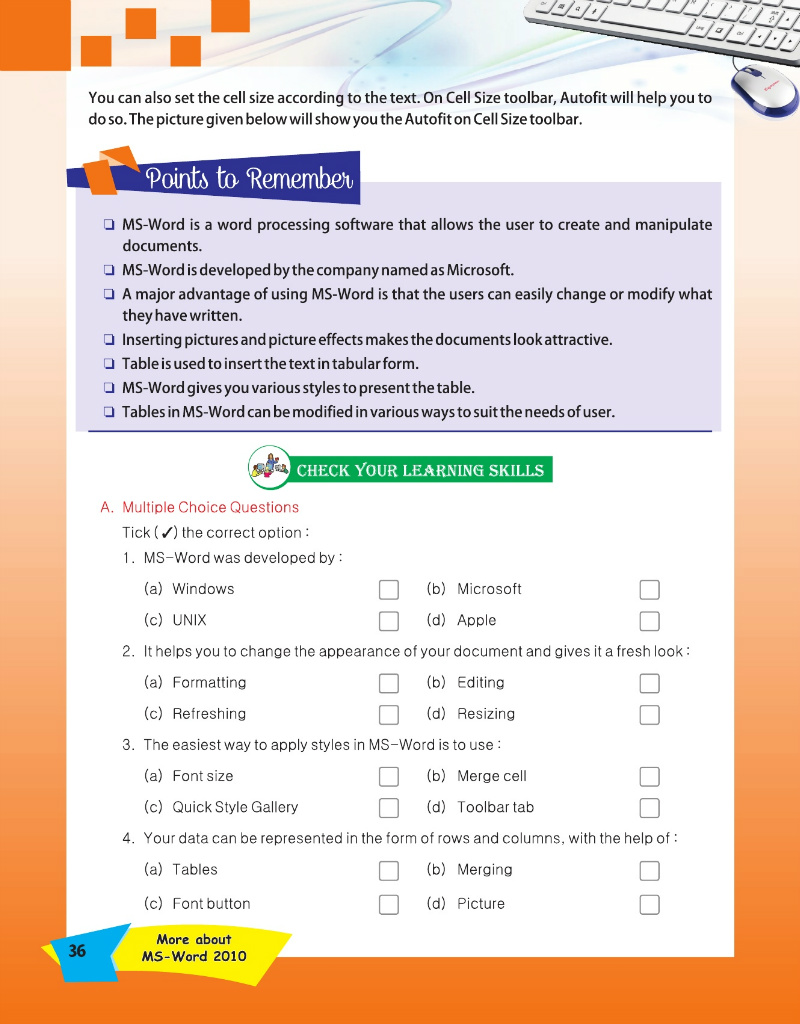 You can also set the cell size according to the text. On Cell Size toolbar, Autofit will help you to
do so. The picture given below will show you the Autofit on Cell Size toolbar.
Points to Remember
❑ MS-Word is a word processing software that allows the user to create and manipulate
documents.
❑ MS-Word is developed by the company named as Microsoft.
❑ A major advantage of using MS-Word is that the users can easily change or modify what
they have written.
❑ Inserting pictures and picture effects makes the documents look attractive.
❑ Table is used to insert the text in tabular form.
❑ MS-Word gives you various styles to present the table.
❑ Tables in MS-Word can be modified in various ways to suit the needs of user.
CHECK YOUR LEARNING SKILLS
A. Multiple Choice Questions
Tick (✓) the correct option :
1. MS-Word was developed by :
(a) Windows (b) Microsoft
(c) UNIX (d) Apple
2. It helps you to change the appearance of your document and gives it a fresh look :
(a) Formatting (b) Editing
(c) Refreshing (d) Resizing
3. The easiest way to apply styles in MS-Word is to use :
(a) Font size (b) Merge cell
(c) Quick Style Gallery (d) Toolbar tab
4. Your data can be represented in the form of rows and columns, with the help of :
(a) Tables (b) Merging
(c) Font button (d) Picture
36
More about
MS-Word 2010